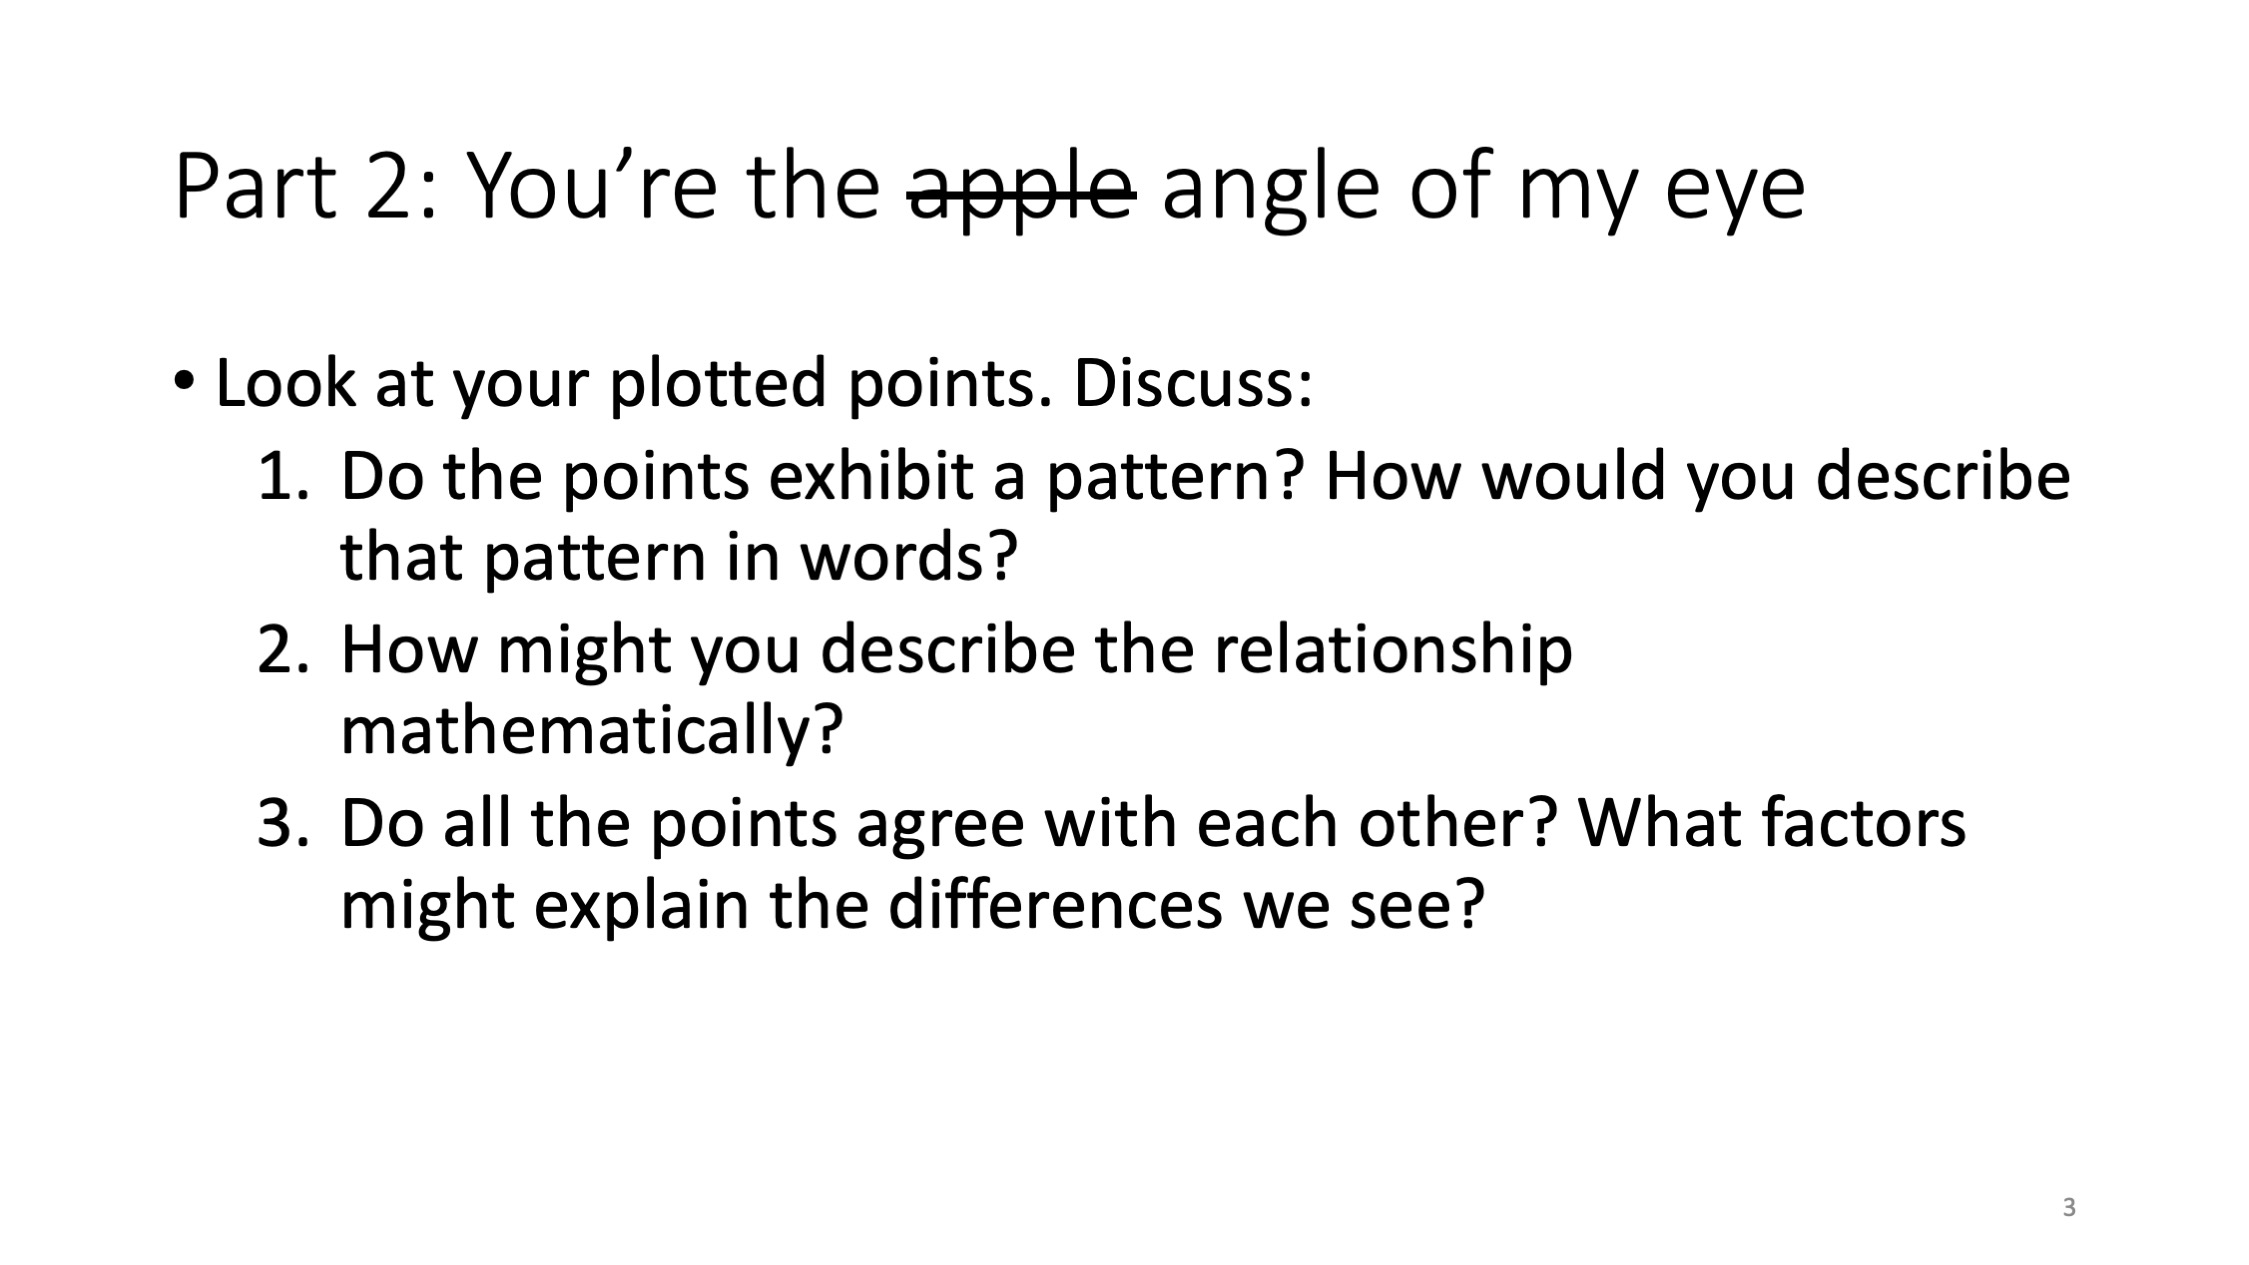 Part 2: You’re the apple angle of my eye
• Look at your plotted points. Discuss:
1. Do the points exhibit a pattern? How would you describe
that pattern in words?
2. How might you describe the relationship
mathematically?
3. Do all the points agree with each other? What factors
might explain the differences we see?
3